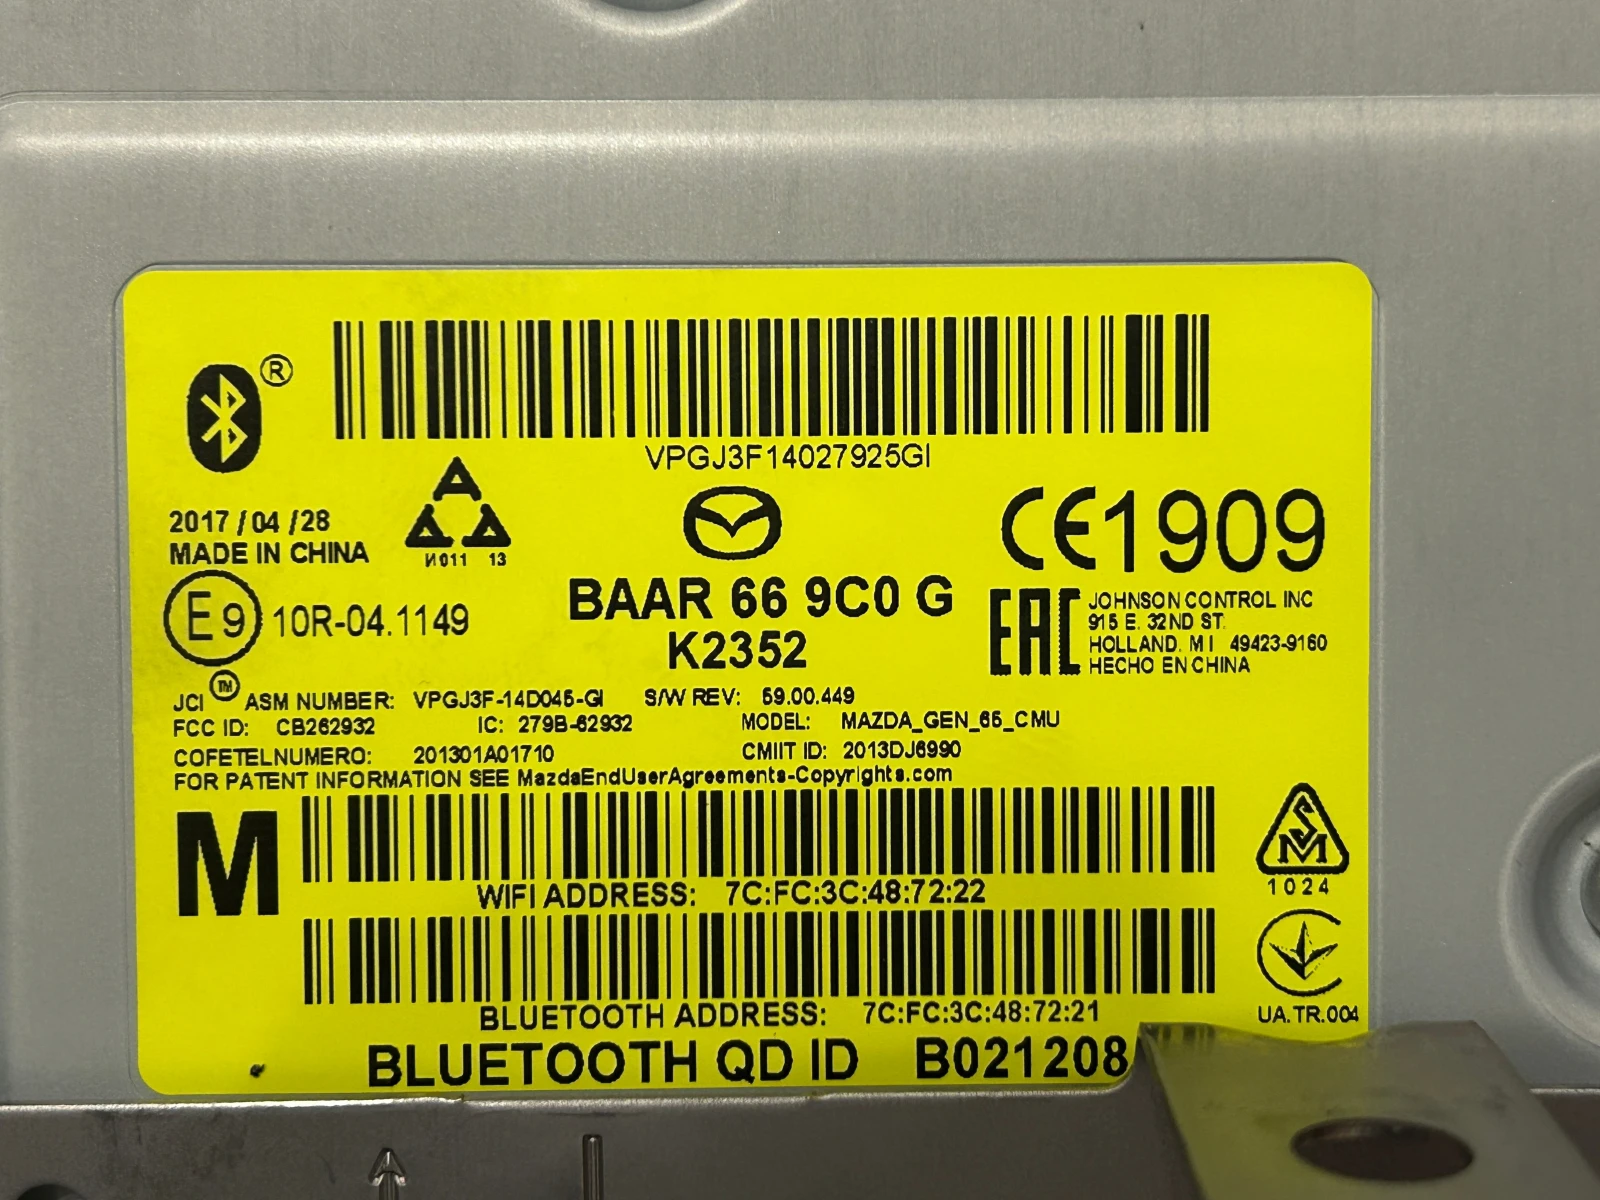 ®
VPGJ3F14027925GI
2017/04/28
MADE IN CHINA
И011 13
CE1909
BAAR 66 9C0 G
K2352
E9 10R-04.1149
EAC
JOHNSON CONTROL INC
915 E. 32ND ST.
HOLLAND. MI 49423-9160
HECHO EN CHINA
JCI TM ASM NUMBER: VPGJ3F-14D045-GI S/W REV: 59.00.449
FCC ID: CB262932 IC: 279B-62932 MODEL: MAZDA_GEN_65_CMU
COFETELNUMERO: 201301A01710 CMIIT ID: 2013DJ6990
FOR PATENT INFORMATION SEE MazdaEndUserAgreements-Copyrights.com
M
WIFI ADDRESS: 7C:FC:3C:48:72:22
SM
1024
BLUETOOTH ADDRESS: 7C:FC:3C:48:72:21
UA.TR.004
BLUETOOTH QD ID B021208